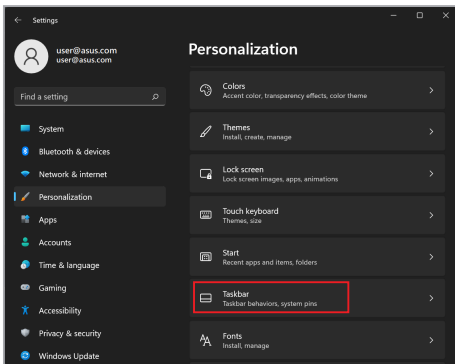 Settings
user@asus.com
user@asus.com
Find a setting
System
Bluetooth & devices
Network & internet
Personalization
Apps
Accounts
Time & language
Gaming
Accessibility
Privacy & security
Windows Update
Personalization
Colors
Accent color, transparency effects, color theme
Themes
Install, create, manage
Lock screen
Lock screen images, apps, animations
Touch keyboard
Themes, size
Start
Recent apps and items, folders
Taskbar
Taskbar behaviors, system pins
Fonts
Install, manage